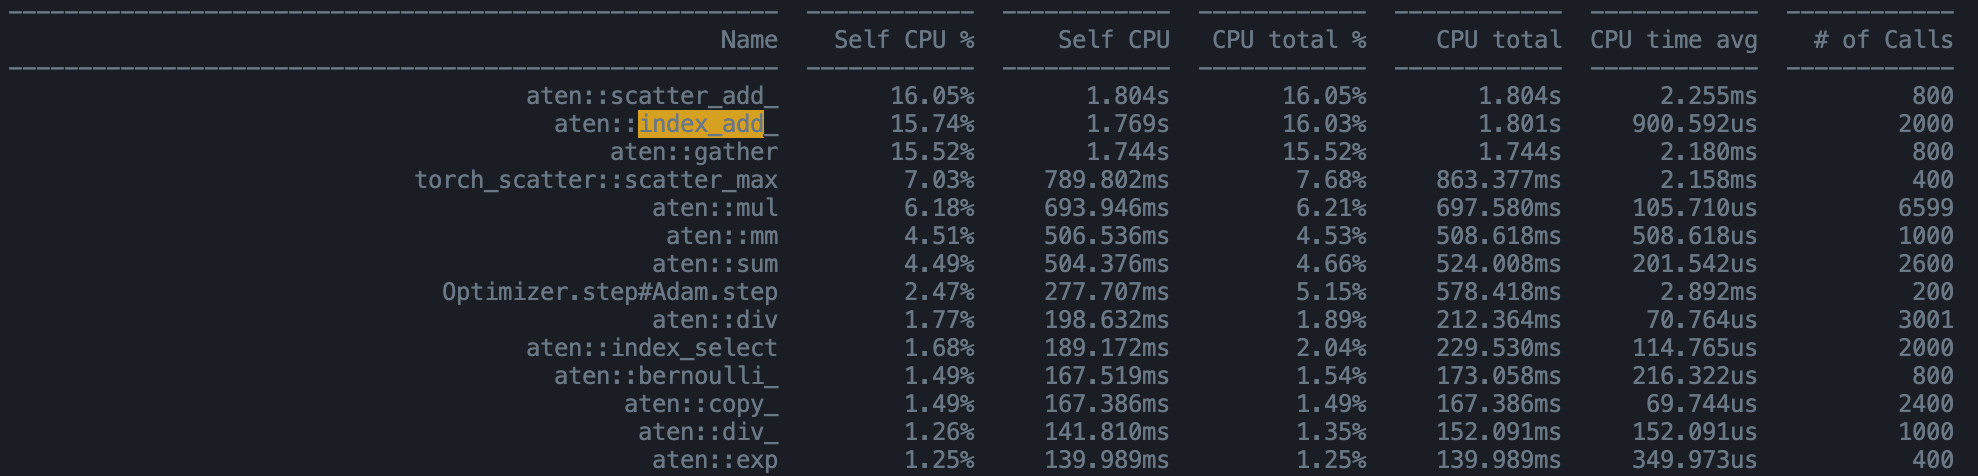 Name Self CPU % Self CPU CPU total % CPU total CPU time avg # of Calls
aten::scatter_add_ 16.05% 1.804s 16.05% 1.804s 2.255ms 800
aten::index_add_ 15.74% 1.769s 16.03% 1.801s 900.592us 2000
aten::gather 15.52% 1.744s 15.52% 1.744s 2.180ms 800
torch_scatter::scatter_max 7.03% 789.802ms 7.68% 863.377ms 2.158ms 400
aten::mul 6.18% 693.946ms 6.21% 697.580ms 105.710us 6599
aten::mm 4.51% 506.536ms 4.53% 508.618ms 508.618us 1000
aten::sum 4.49% 504.376ms 4.66% 524.008ms 201.542us 2600
Optimizer.step#Adam.step 2.47% 277.707ms 5.15% 578.418ms 2.892ms 200
aten::div 1.77% 198.632ms 1.89% 212.364ms 70.764us 3001
aten::index_select 1.68% 189.172ms 2.04% 229.530ms 114.765us 2000
aten::bernoulli_ 1.49% 167.519ms 1.54% 173.058ms 216.322us 800
aten::copy_ 1.49% 167.386ms 1.49% 167.386ms 69.744us 2400
aten::div_ 1.26% 141.810ms 1.35% 152.091ms 152.091us 1000
aten::exp 1.25% 139.989ms 1.25% 139.989ms 349.973us 400